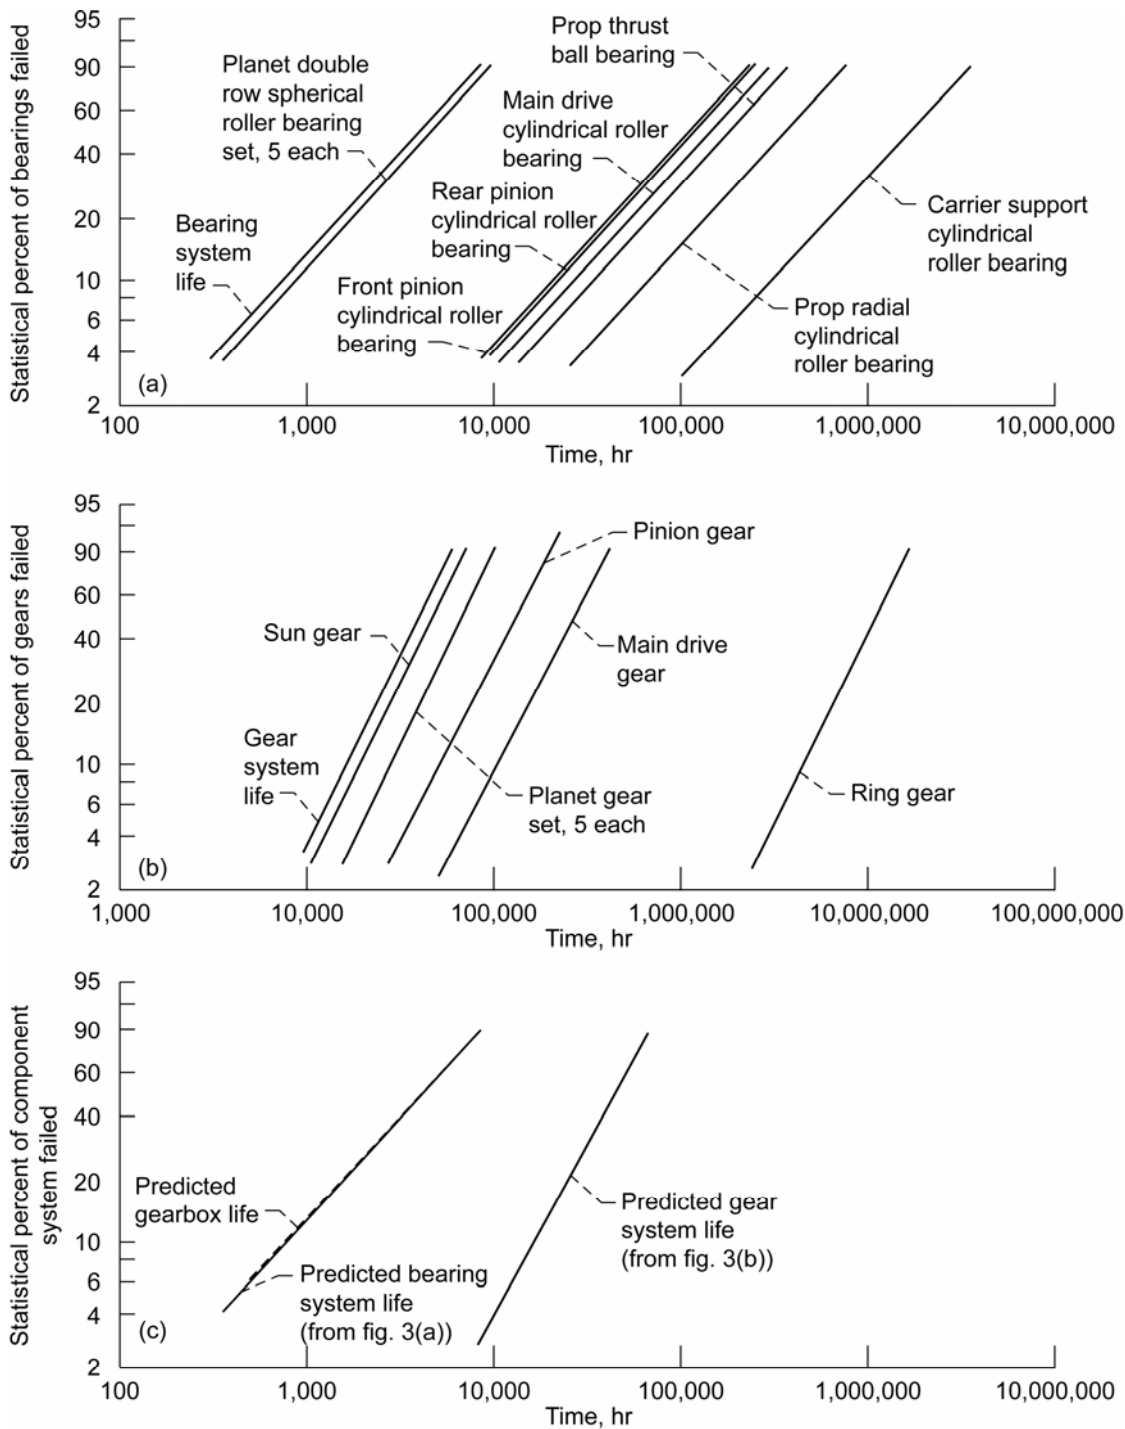 Statistical percent of bearings failed
95
90
60
40
20
10
6
4
2
Planet double
row spherical
roller bearing
set, 5 each
Bearing
system
life
Prop thrust
ball bearing
Main drive
cylindrical roller
bearing
Rear pinion
cylindrical roller
bearing
Front pinion
cylindrical roller
bearing
Carrier support
cylindrical
roller bearing
Prop radial
cylindrical
roller bearing
(a)
100 1,000 10,000 100,000 1,000,000 10,000,000
Time, hr
Statistical percent of gears failed
95
90
60
40
20
10
6
4
2
Pinion gear
Sun gear
Main drive
gear
Gear
system
life
Planet gear
set, 5 each
Ring gear
(b)
1,000 10,000 100,000 1,000,000 10,000,000 100,000,000
Time, hr
Statistical percent of component
system failed
95
90
60
40
20
10
6
4
2
Predicted
gearbox life
Predicted bearing
system life
(from fig. 3(a))
Predicted gear
system life
(from fig. 3(b))
(c)
100 1,000 10,000 100,000 1,000,000 10,000,000
Time, hr